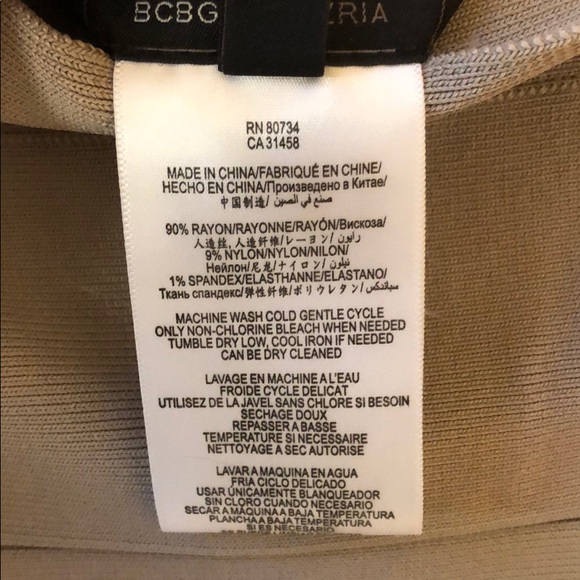 BCBG
ZRIA
RN 80734
CA 31458
MADE IN CHINA/FABRIQUÉ EN CHINE/
HECHO EN CHINA/Произведено в Китае/
中国制造/ صنع في الصين/
90% RAYON/RAYONNE/RAYÓN/Вискоза/
人造丝, 人造纤维/レーヨン/ رايون/
9% NYLON/NYLON/NILON/
Нейлон/尼龙/ナイロン/ نيلون/
1% SPANDEX/ELASTHANNE/ELASTANO/
Ткань спандекс/弹性纤维/ポリウレタン/ سباندكس/
MACHINE WASH COLD GENTLE CYCLE
ONLY NON-CHLORINE BLEACH WHEN NEEDED
TUMBLE DRY LOW, COOL IRON IF NEEDED
CAN BE DRY CLEANED
LAVAGE EN MACHINE A L'EAU
FROIDE CYCLE DELICAT
UTILISEZ DE LA JAVEL SANS CHLORE SI BESOIN
SECHAGE DOUX
REPASSER A BASSE
TEMPERATURE SI NECESSAIRE
NETTOYAGE A SEC AUTORISE
LAVAR A MAQUINA EN AGUA
FRIA CICLO DELICADO
USAR ÚNICAMENTE BLANQUEADOR
SIN CLORO CUANDO NECESARIO
SECAR A MÁQUINA A BAJA TEMPERATURA
PLANCHA A BAJA TEMPERATURA
SI ES NECESARIO